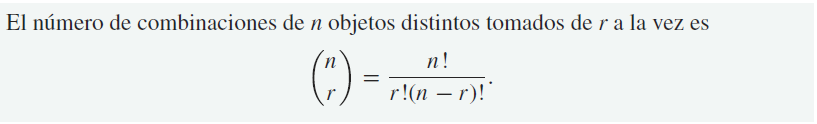 El número de combinaciones de n objetos distintos tomados de r a la vez es
(n r) = n! / r!(n – r)!.